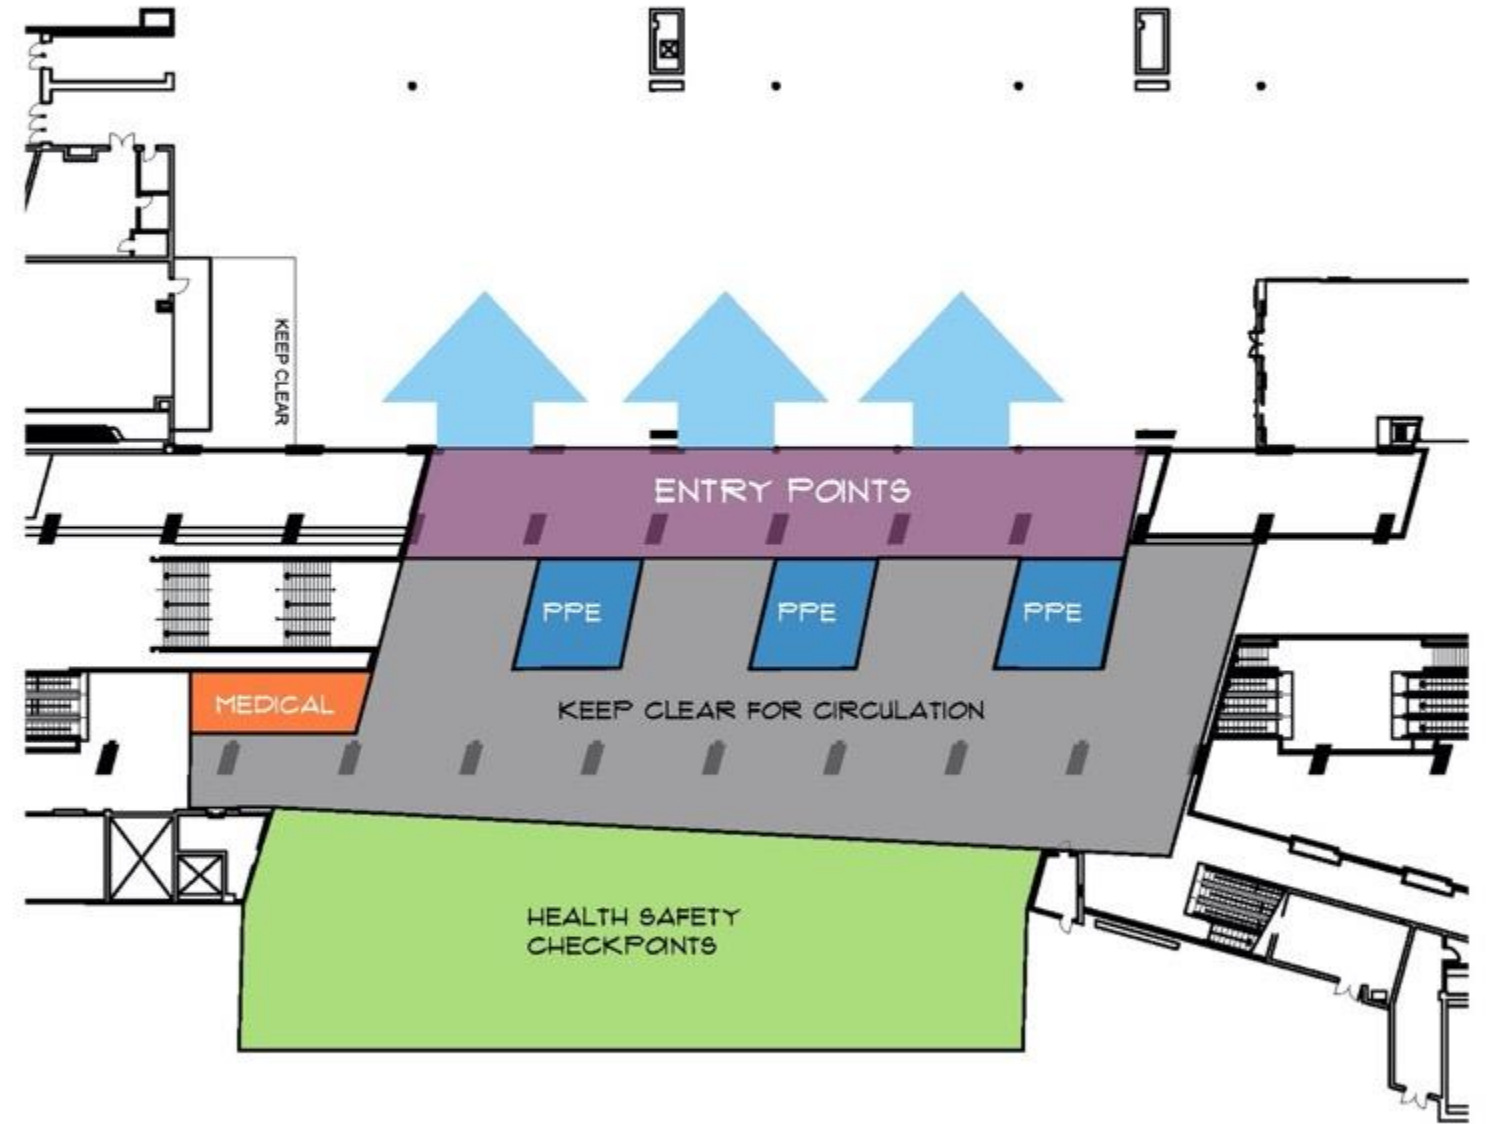 KEEP CLEAR
ENTRY POINTS
PPE
PPE
PPE
MEDICAL
KEEP CLEAR FOR CIRCULATION
HEALTH SAFETY
CHECKPOINTS